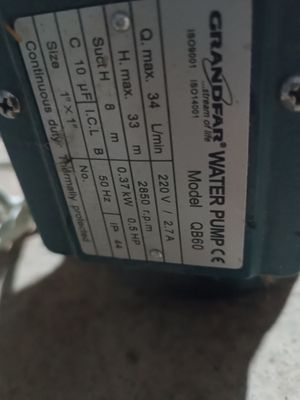 GRANDFAR
...stream of life
ISO9001 ISO14001
WATER PUMP CE
Model QB60
Q. max. 34 L/min 220 V / 2.7 A
H. max. 33 m 2850 r.p.m
Suct H 8 m 0.37 kW 0.5 HP
C 10 µF I.C.L B 50 Hz IP 44
Size 1" × 1" No.
Continuous duty Thermally protected